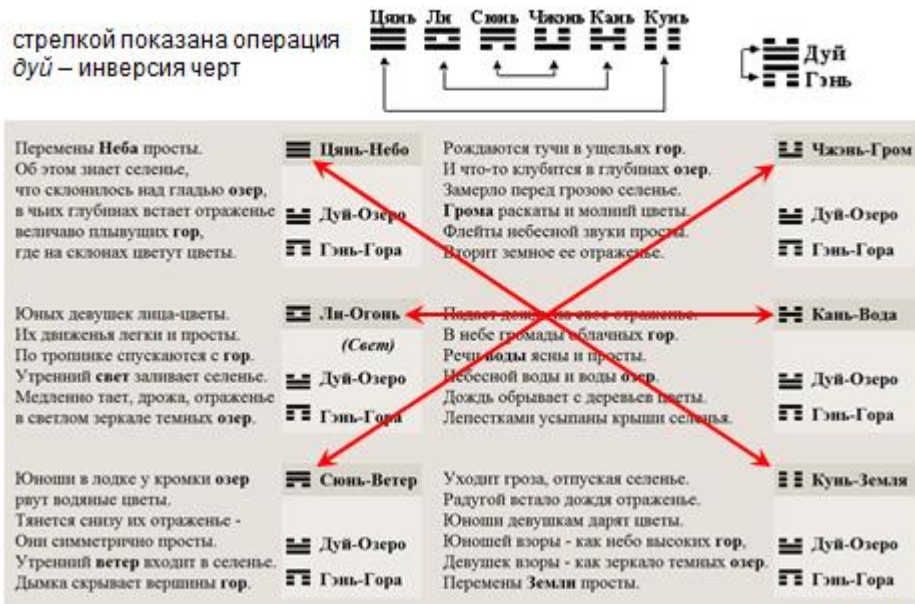 Цянь Ли Сюнь Чжэнь Кань Кунь
стрелкой показана операция
дуй – инверсия черт
Дуй
Гэнь
Перемены Неба просты.
Об этом знает селенье,
что склонилось над гладью озер,
в чьих глубинах встает отраженье
величаво плывущих гор,
где на склонах цветут цветы.
Цянь-Небо
Дуй-Озеро
Гэнь-Гора
Рождаются тучи в ущельях гор.
И что-то клубится в глубинах озер.
Замерло перед грозою селенье.
Грома раскаты и молний цветы.
Флейты небесной звуки просты.
Вторит земное ее отраженье.
Чжэнь-Гром
Дуй-Озеро
Гэнь-Гора
Юных девушек лица-цветы.
Их движенья легки и просты.
По тропинке спускаются с гор.
Утренний свет заливает селенье.
Медленно тает, дрожа, отраженье
в светлом зеркале темных озер.
Ли-Огонь
(Свет)
Дуй-Озеро
Гэнь-Гора
Падает дождь на свое отраженье.
В небе громады облачных гор.
Речи воды ясны и просты.
Небесной воды и воды озер.
Дождь обрывает с деревьев цветы.
Лепестками усыпаны крыши селенья.
Кань-Вода
Дуй-Озеро
Гэнь-Гора
Юноши в лодке у кромки озер
рвут водяные цветы.
Тянется снизу их отраженье -
Они симметрично просты.
Утренний ветер входит в селенье.
Дымка скрывает вершины гор.
Сюнь-Ветер
Дуй-Озеро
Гэнь-Гора
Уходит гроза, отпуская селенье.
Радугой встало дождя отраженье.
Юноши девушкам дарят цветы.
Юношей взоры - как небо высоких гор,
Девушек взоры - как зеркало темных озер.
Перемены Земли просты.
Кунь-Земля
Дуй-Озеро
Гэнь-Гора